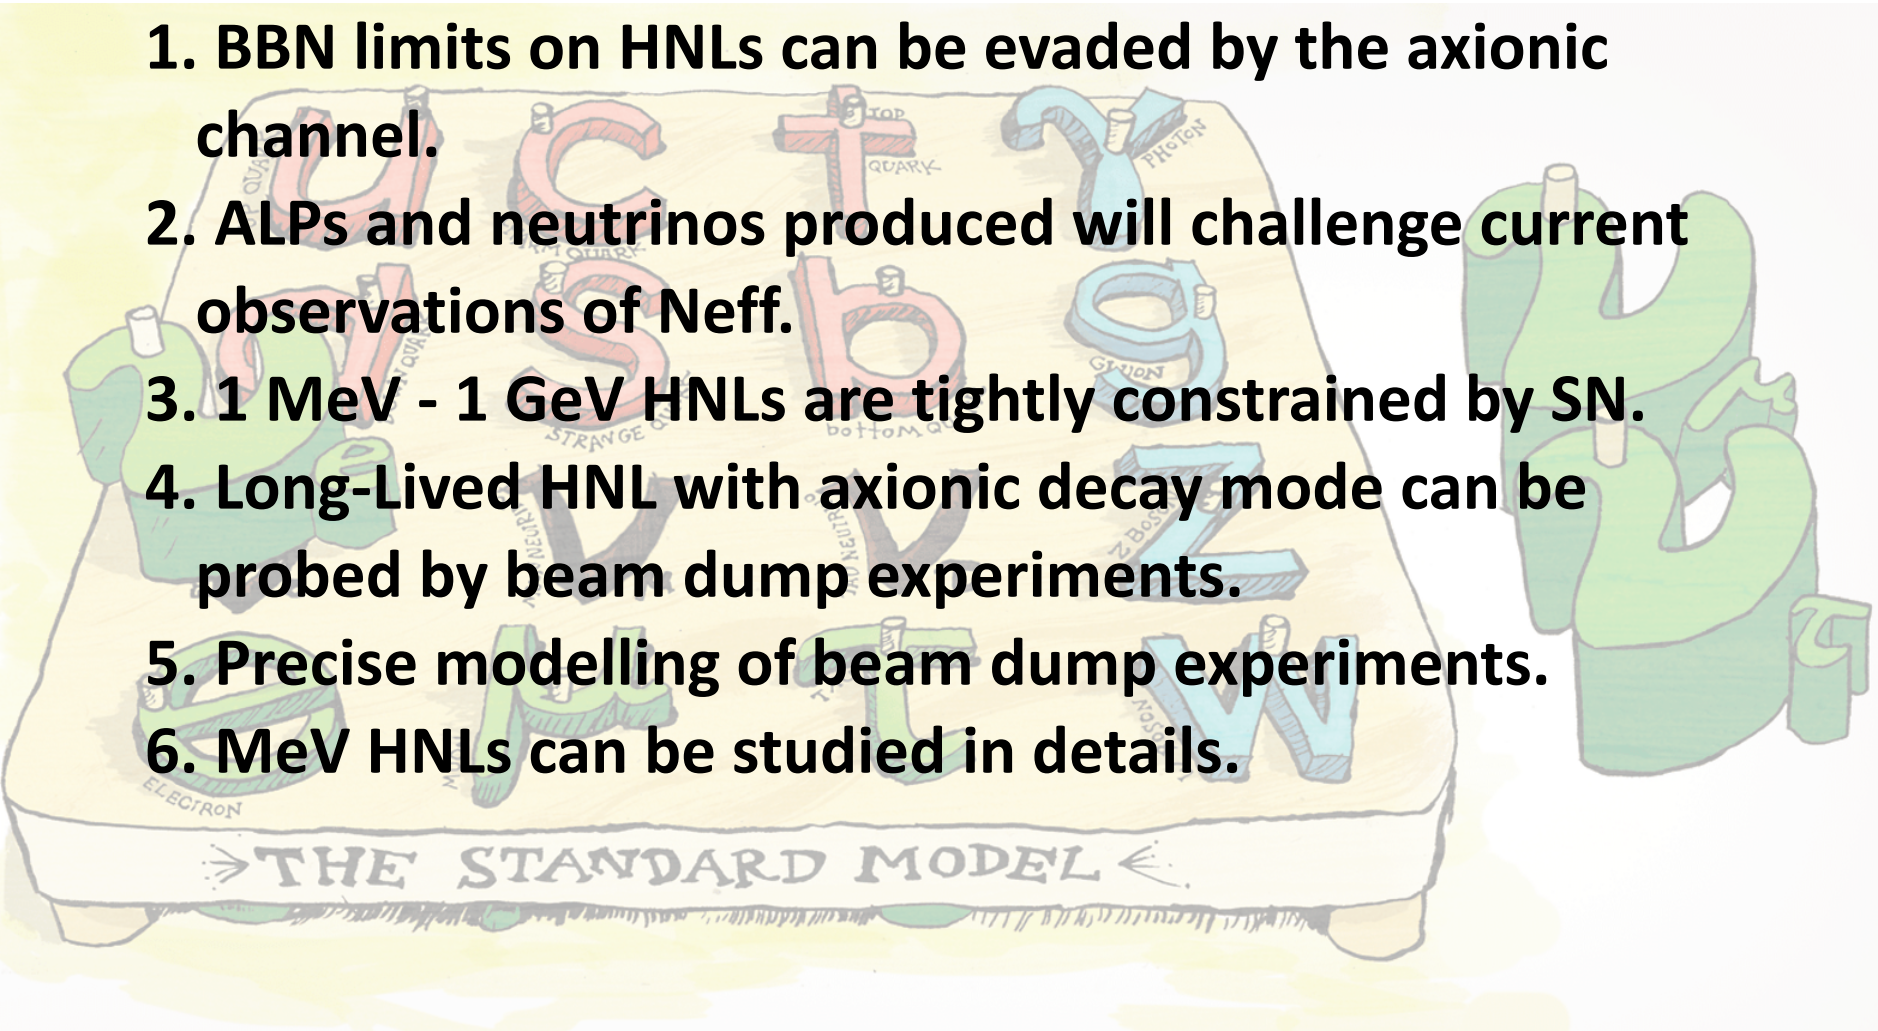 1. BBN limits on HNLs can be evaded by the axionic
channel.
2. ALPs and neutrinos produced will challenge current
observations of Neff.
3. 1 MeV - 1 GeV HNLs are tightly constrained by SN.
4. Long-Lived HNL with axionic decay mode can be
probed by beam dump experiments.
5. Precise modelling of beam dump experiments.
6. MeV HNLs can be studied in details.
u c t γ
TOP
QUARK
PHOTON
s b g
GLUON
STRANGE
bottom
e
μ
ν ν Z
Z BOSON
e μ τ W
τ
ELECTRON
THE STANDARD MODEL